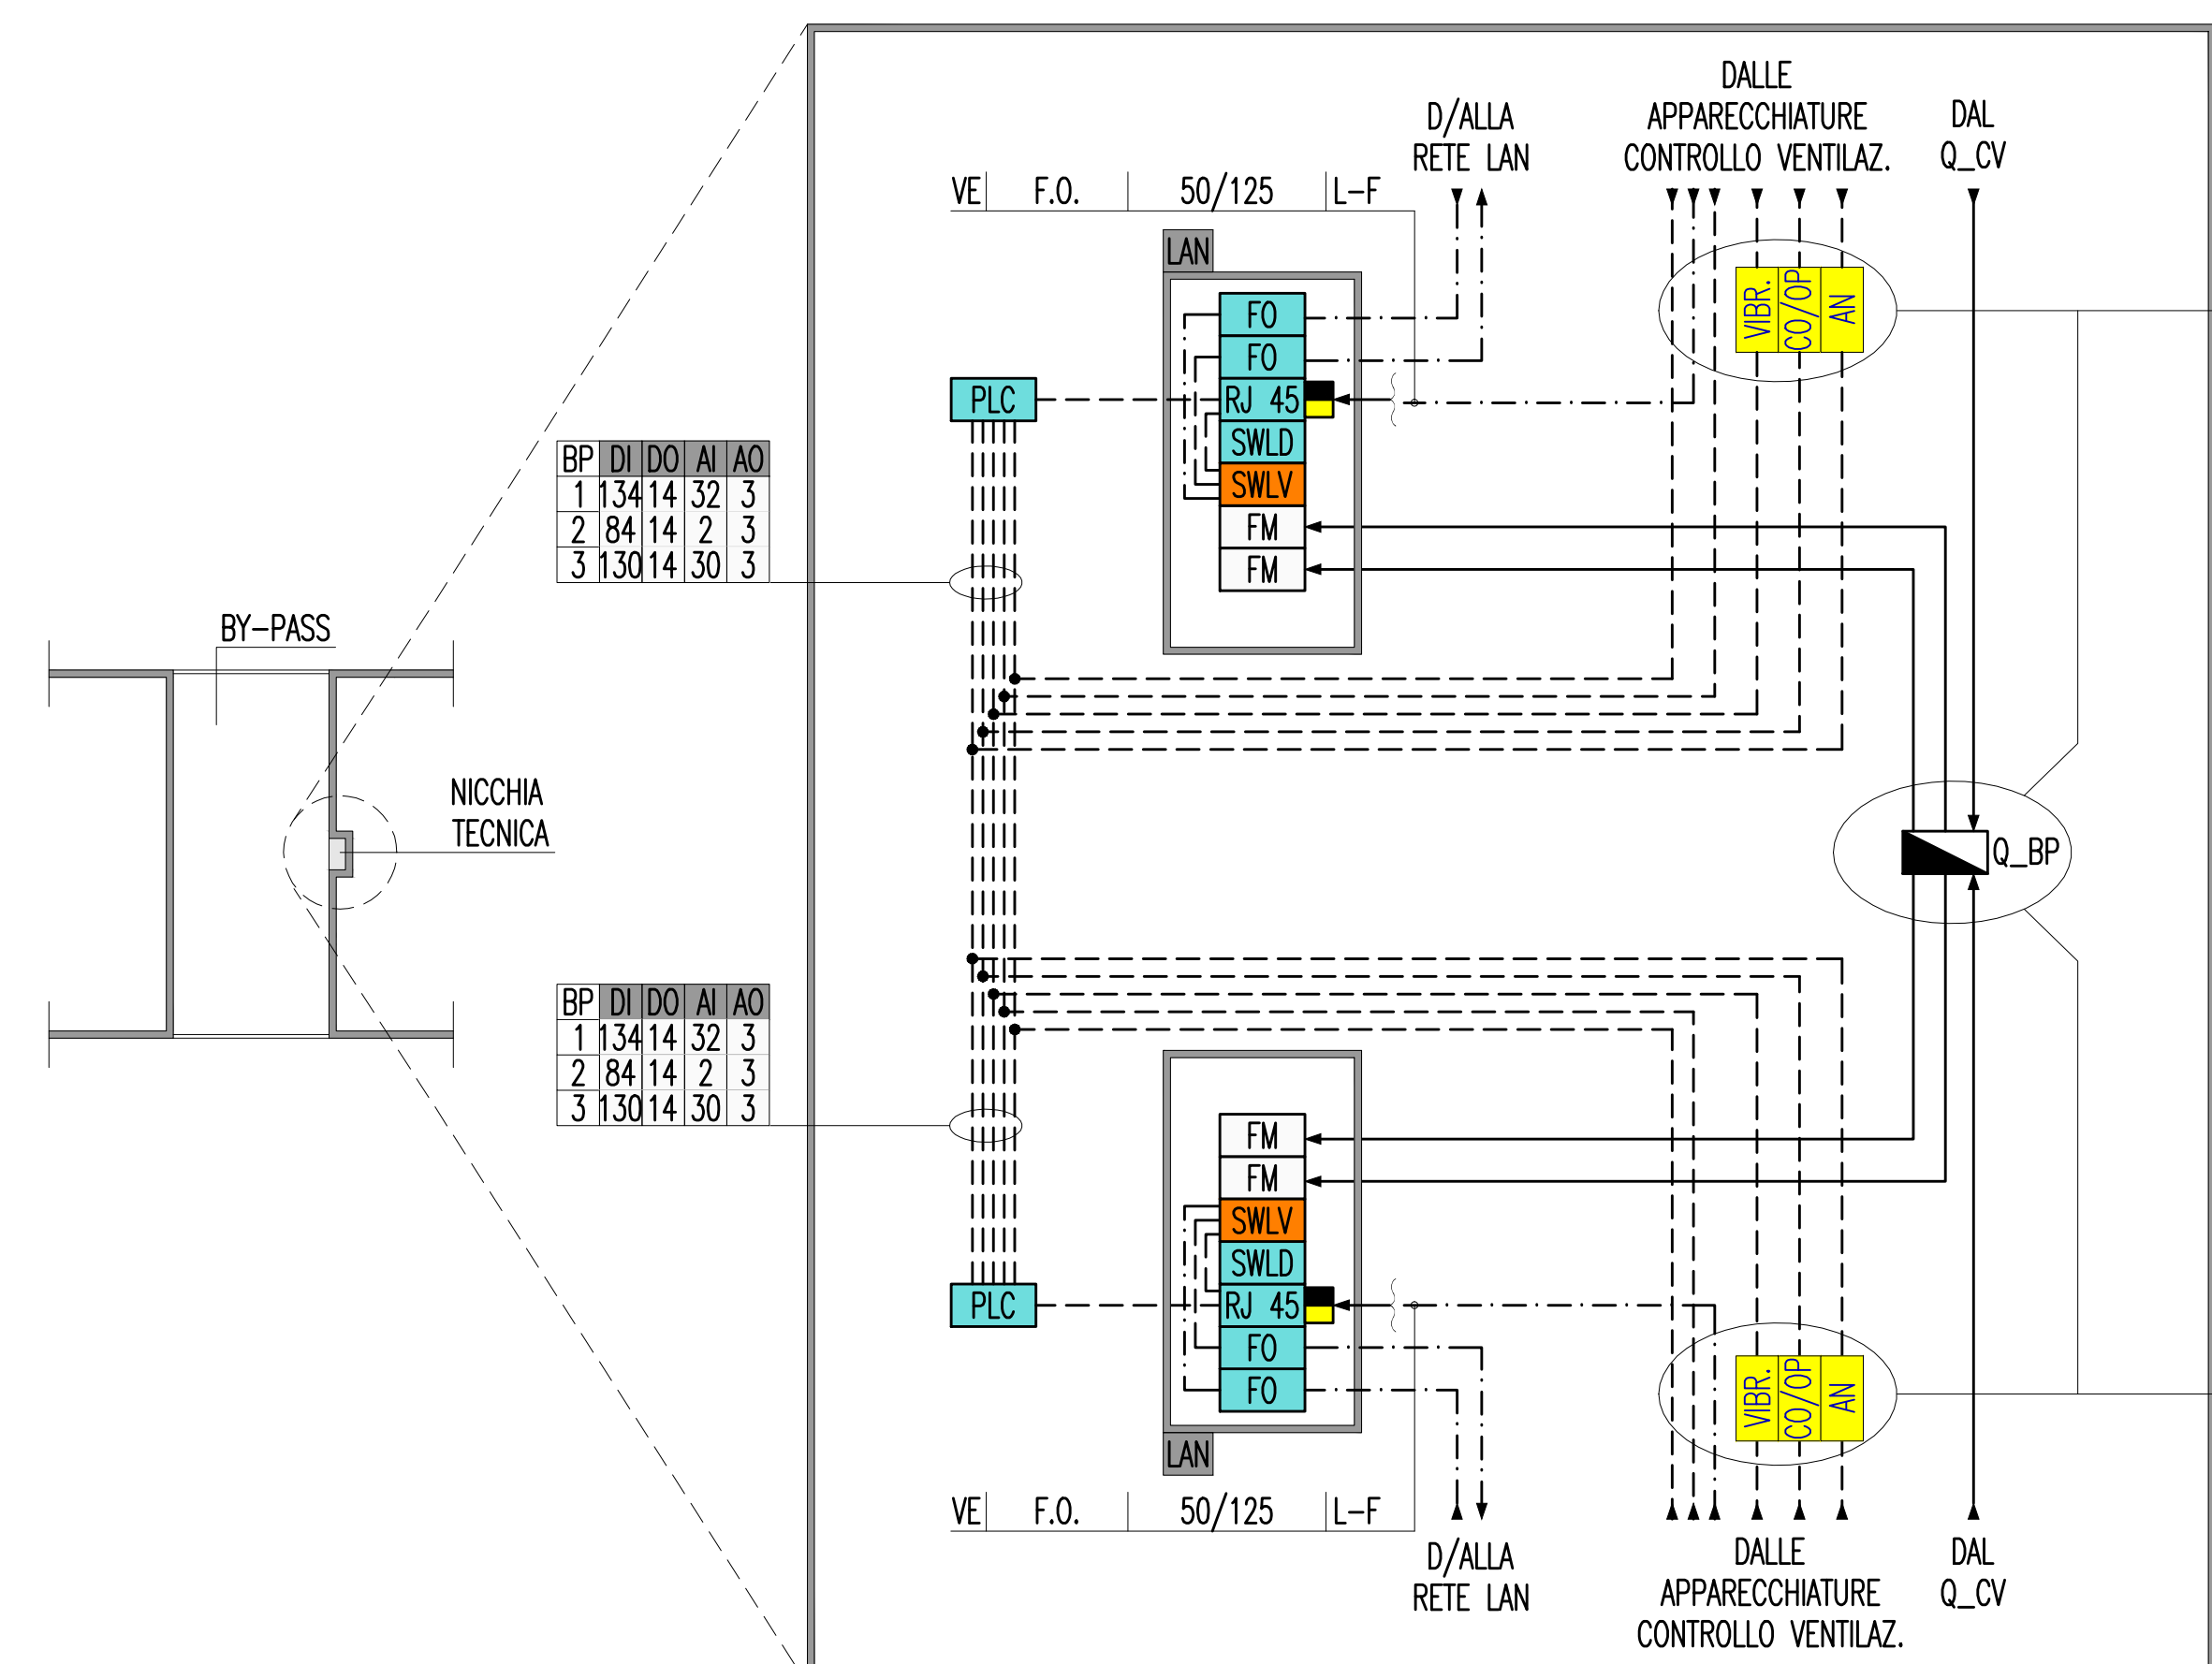 DALLE
APPARECCHIATURE
CONTROLLO VENTILAZ.
DAL
Q_CV
D/ALLA
RETE LAN
VE F.O. 50/125 L-F
LAN
FO
FO
RJ 45
SWLD
SWLV
FM
FM
PLC
VIBR.
CO/OP
AN
BP DI DO AI AO
1 134 14 32 3
2 84 14 2 3
3 130 14 30 3
BY-PASS
NICCHIA
TECNICA
Q_BP
BP DI DO AI AO
1 134 14 32 3
2 84 14 2 3
3 130 14 30 3
FM
FM
SWLV
SWLD
RJ 45
FO
FO
PLC
VIBR.
CO/OP
AN
LAN
VE F.O. 50/125 L-F
D/ALLA
RETE LAN
DALLE
APPARECCHIATURE
CONTROLLO VENTILAZ.
DAL
Q_CV